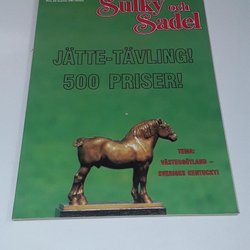 Sulky och
Sadel
JÄTTE-TÄVLING!
500 PRISER!
TEMA:
VÄSTERGÖTLAND –
SVERIGES KENTUCKY!